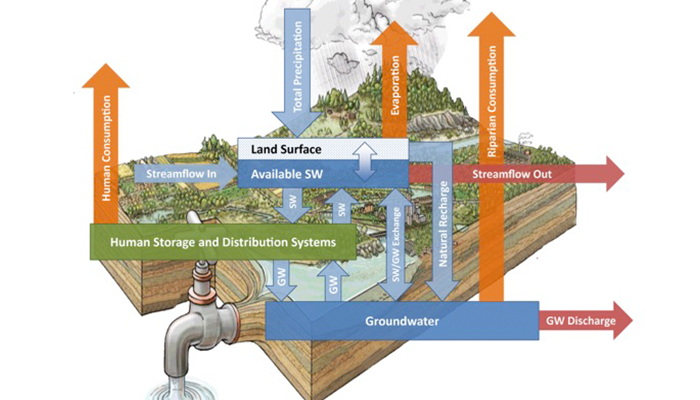 Total Precipitation
Evaporation
Riparian Consumption
Human Consumption
Land Surface
Streamflow In
Available SW
Streamflow Out
SW
SW
SW/GW Exchange
Natural Recharge
Human Storage and Distribution Systems
GW
GW
Groundwater
GW Discharge